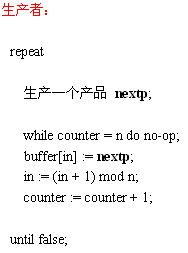 生产者：
repeat
生产一个产品 nextp;
while counter = n do no-op;
buffer[in] := nextp;
in := (in + 1) mod n;
counter := counter + 1;
until false;